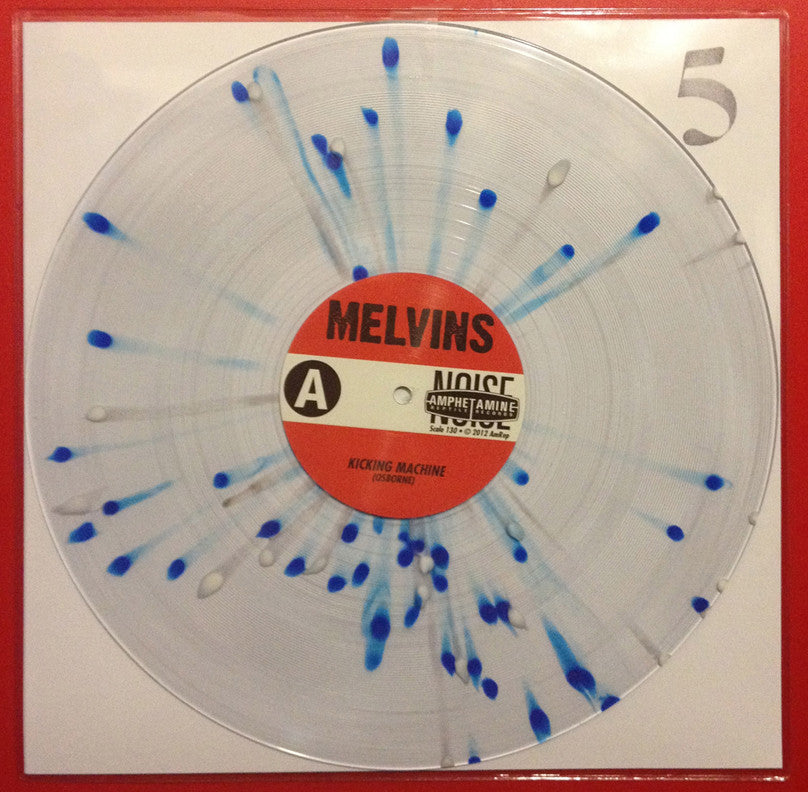 5
MELVINS
A
NOISE
AMPHETAMINE
REPTILE RECORDS
NOISE
Scale 130 • © 2012 AmRep
KICKING MACHINE
(OSBORNE)